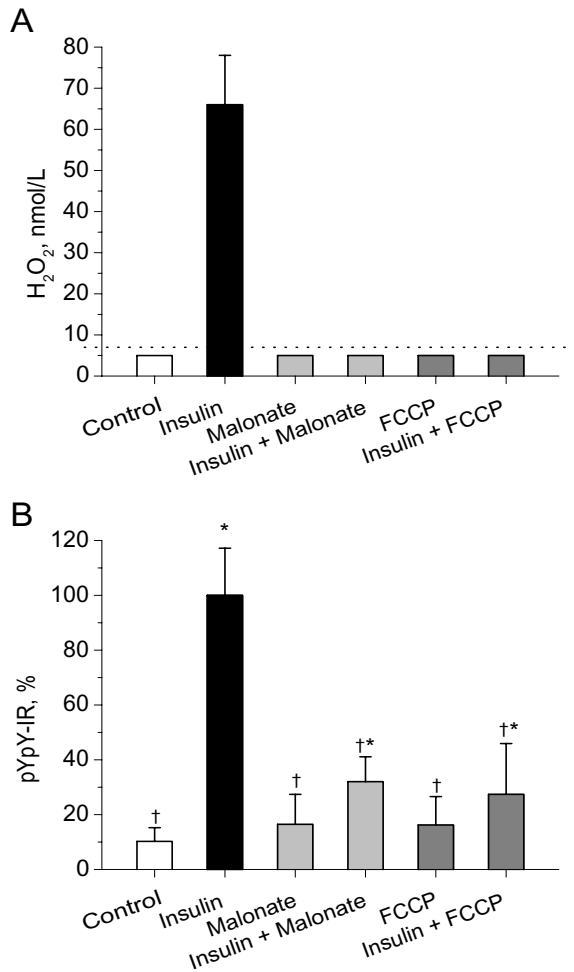 A
H₂O₂, nmol/L
80
70
60
50
40
30
20
10
0
Control
Insulin
Malonate
Insulin + Malonate
FCCP
Insulin + FCCP
B
pYpY-IR, %
120
100
80
60
40
20
0
†
*
†
†*
†
†*
Control
Insulin
Malonate
Insulin + Malonate
FCCP
Insulin + FCCP